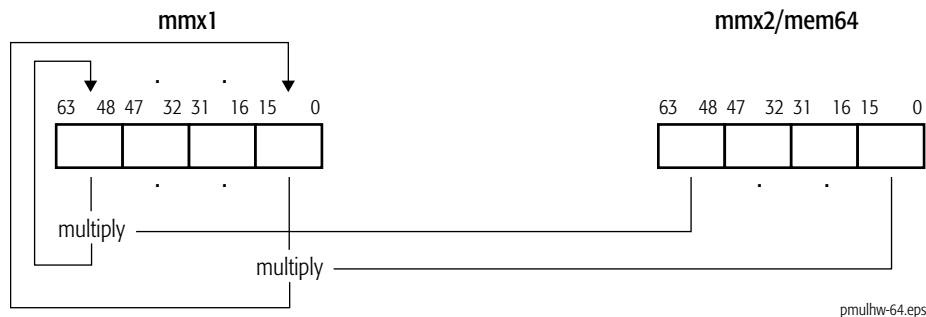 mmx1 mmx2/mem64
. .
63 48 47 32 31 16 15 0 63 48 47 32 31 16 15 0
. . . .
multiply
multiply
pmulhw-64.eps